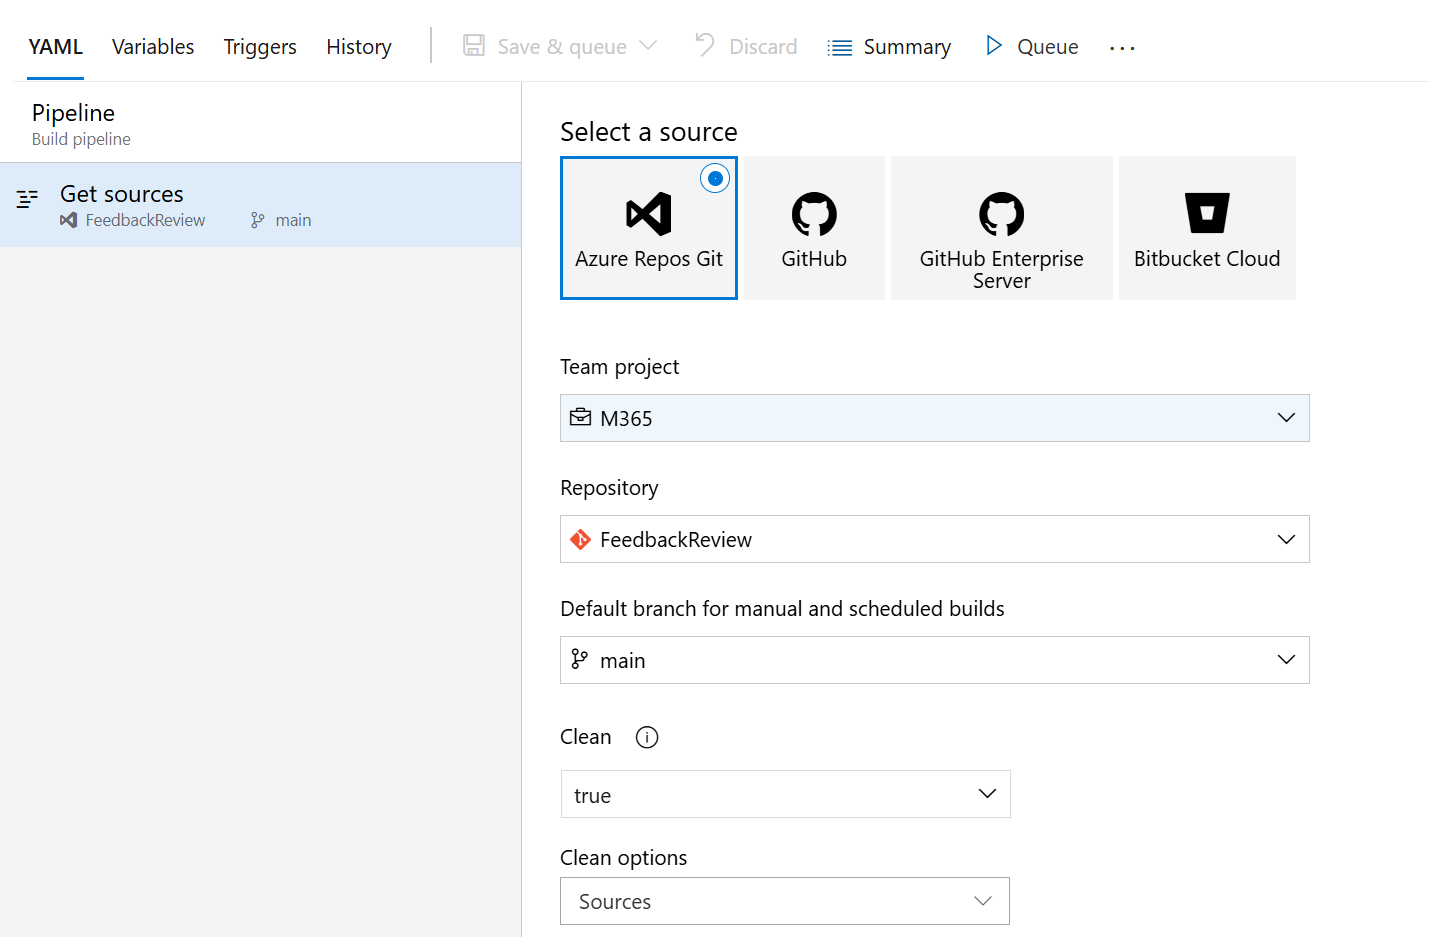 YAML Variables Triggers History Save & queue Discard Summary Queue ...
Pipeline
Build pipeline
Get sources
FeedbackReview main
Select a source
Azure Repos Git
GitHub
GitHub Enterprise
Server
Bitbucket Cloud
Team project
M365
Repository
FeedbackReview
Default branch for manual and scheduled builds
main
Clean
true
Clean options
Sources